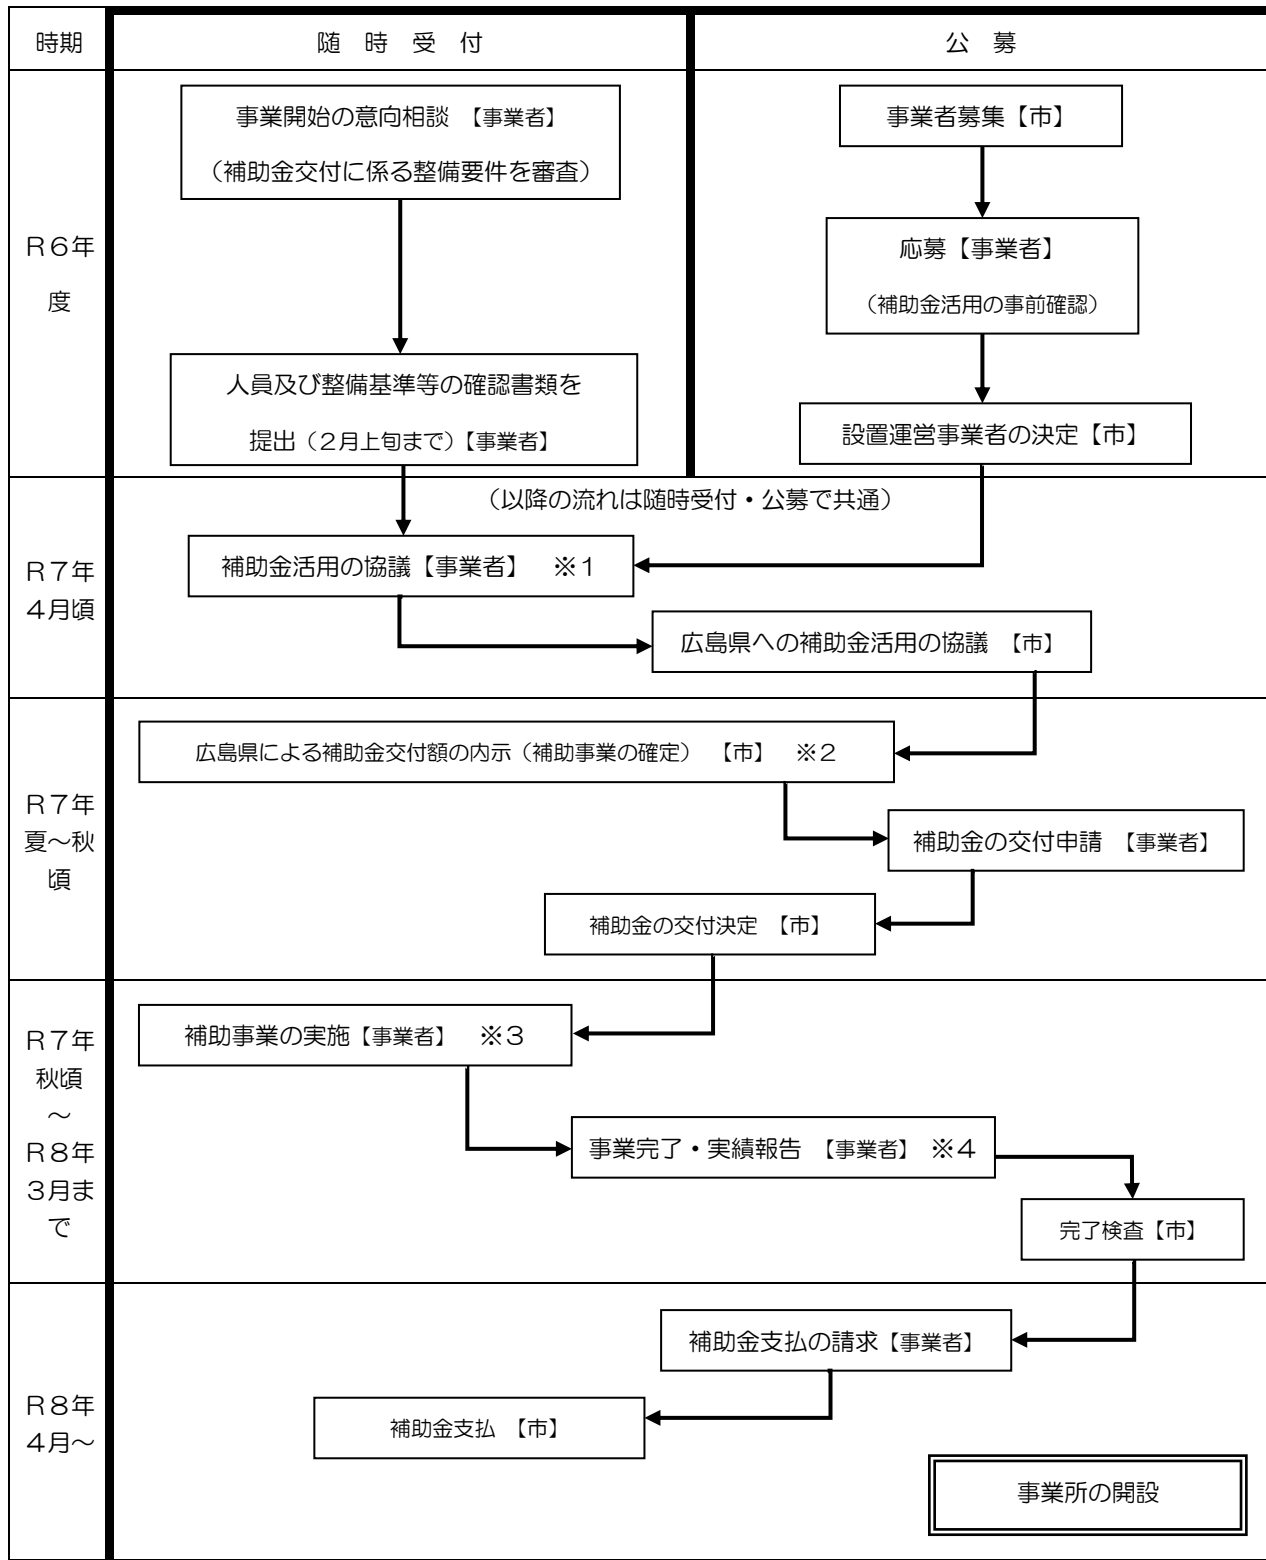 時期
随 時 受 付
公 募
R6年
度
事業開始の意向相談 【事業者】
（補助金交付に係る整備要件を審査）
人員及び整備基準等の確認書類を
提出（2月上旬まで）【事業者】
事業者募集【市】
応募【事業者】
（補助金活用の事前確認）
設置運営事業者の決定【市】
R7年
4月頃
（以降の流れは随時受付・公募で共通）
補助金活用の協議【事業者】 ※1
広島県への補助金活用の協議 【市】
R7年
夏～秋
頃
広島県による補助金交付額の内示（補助事業の確定） 【市】 ※2
補助金の交付申請 【事業者】
補助金の交付決定 【市】
R7年
秋頃
～
R8年
3月ま
で
補助事業の実施【事業者】 ※3
事業完了・実績報告 【事業者】 ※4
完了検査【市】
R8年
4月～
補助金支払の請求【事業者】
補助金支払 【市】
事業所の開設